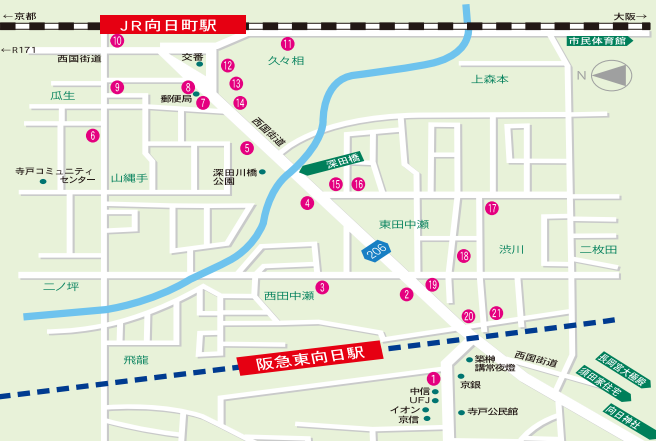 ←京都
JR向日町駅
大阪→
←R171
西国街道
10
11
久々相
市民体育館
交番
12
13
上森本
N
瓜生
9
8
郵便局
7
14
西国街道
6
5
寺戸コミュニティ
センター
山縄手
深田川橋
公園
深田橋
15
16
4
17
東田中瀬
206
18
渋川
二枚田
二ノ坪
西田中瀬
3
2
19
20
21
飛龍
阪急東向日駅
築榊
講常夜燈
西国街道
長岡宮大極殿
須田家住宅
向日神社
1
京銀
中信
UFJ
イオン
京信
寺戸公民館